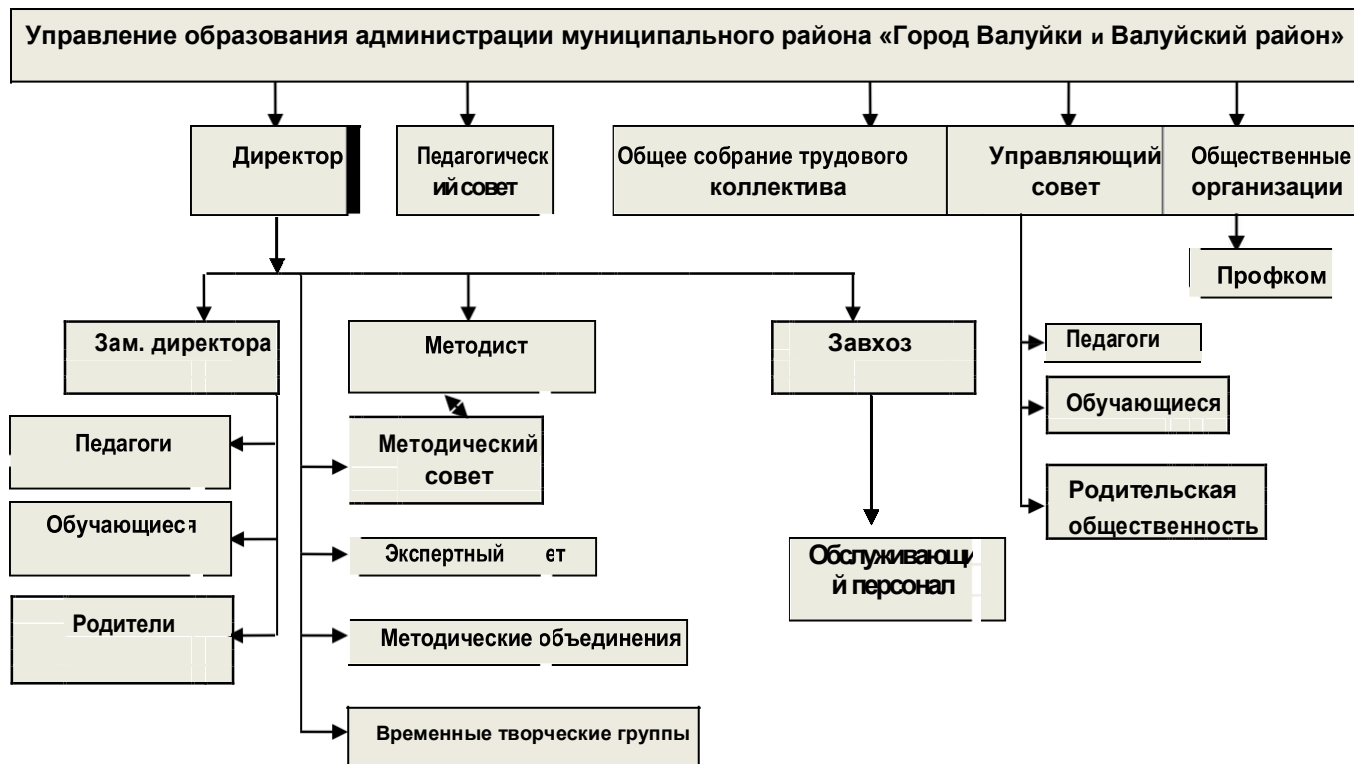 Управление образования администрации муниципального района «Город Валуйки и Валуйский район»
Директор
Педагогическ
ий совет
Общее собрание трудового
коллектива
Управляющий
совет
Общественные
организации
Профком
Зам. директора
Методист
Завхоз
Педагоги
Обучающиеся
Родительская
общественность
Педагоги
Обучающиеся
Родители
Методический
совет
Экспертный ет
Методические объединения
Временные творческие группы
Обслуживающи
й персонал